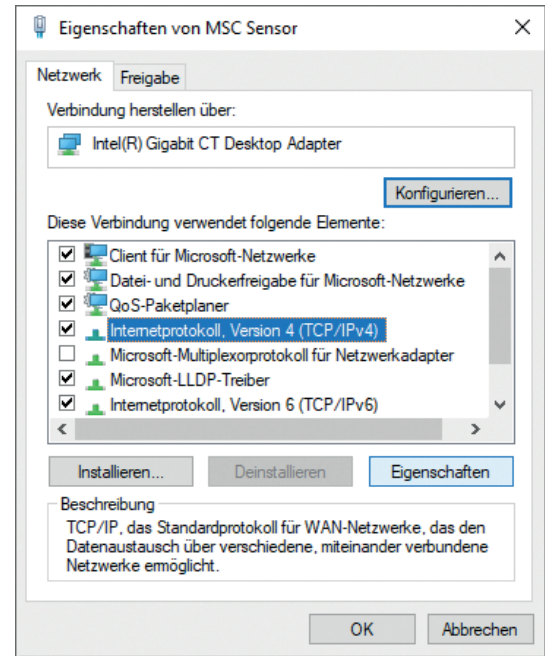 Eigenschaften von MSC Sensor
Netzwerk Freigabe
Verbindung herstellen über:
Intel(R) Gigabit CT Desktop Adapter
Konfigurieren...
Diese Verbindung verwendet folgende Elemente:
Client für Microsoft-Netzwerke
Datei- und Druckerfreigabe für Microsoft-Netzwerke
QoS-Paketplaner
Internetprotokoll, Version 4 (TCP/IPv4)
Microsoft-Multiplexorprotokoll für Netzwerkadapter
Microsoft-LLDP-Treiber
Internetprotokoll, Version 6 (TCP/IPv6)
Installieren... Deinstallieren Eigenschaften
Beschreibung
TCP/IP, das Standardprotokoll für WAN-Netzwerke, das den
Datenaustausch über verschiedene, miteinander verbundene
Netzwerke ermöglicht.
OK Abbrechen